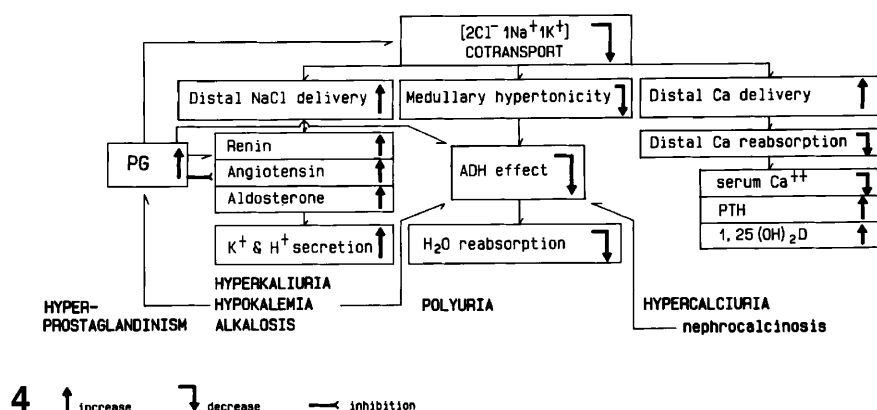 [2Cl⁻ 1Na⁺ 1K⁺]
COTRANSPORT
Distal NaCl delivery
Medullary hypertonicity
Distal Ca delivery
Renin
Angiotensin
Aldosterone
PG
ADH effect
Distal Ca reabsorption
serum Ca⁺⁺
PTH
1, 25 (OH)₂D
K⁺ & H⁺ secretion
H₂O reabsorption
HYPER-
PROSTAGLANDINISM
HYPERKALIURIA
HYPOKALEMIA
ALKALOSIS
POLYURIA
HYPERCALCIURIA
nephrocalcinosis
4
increase
decrease
inhibition